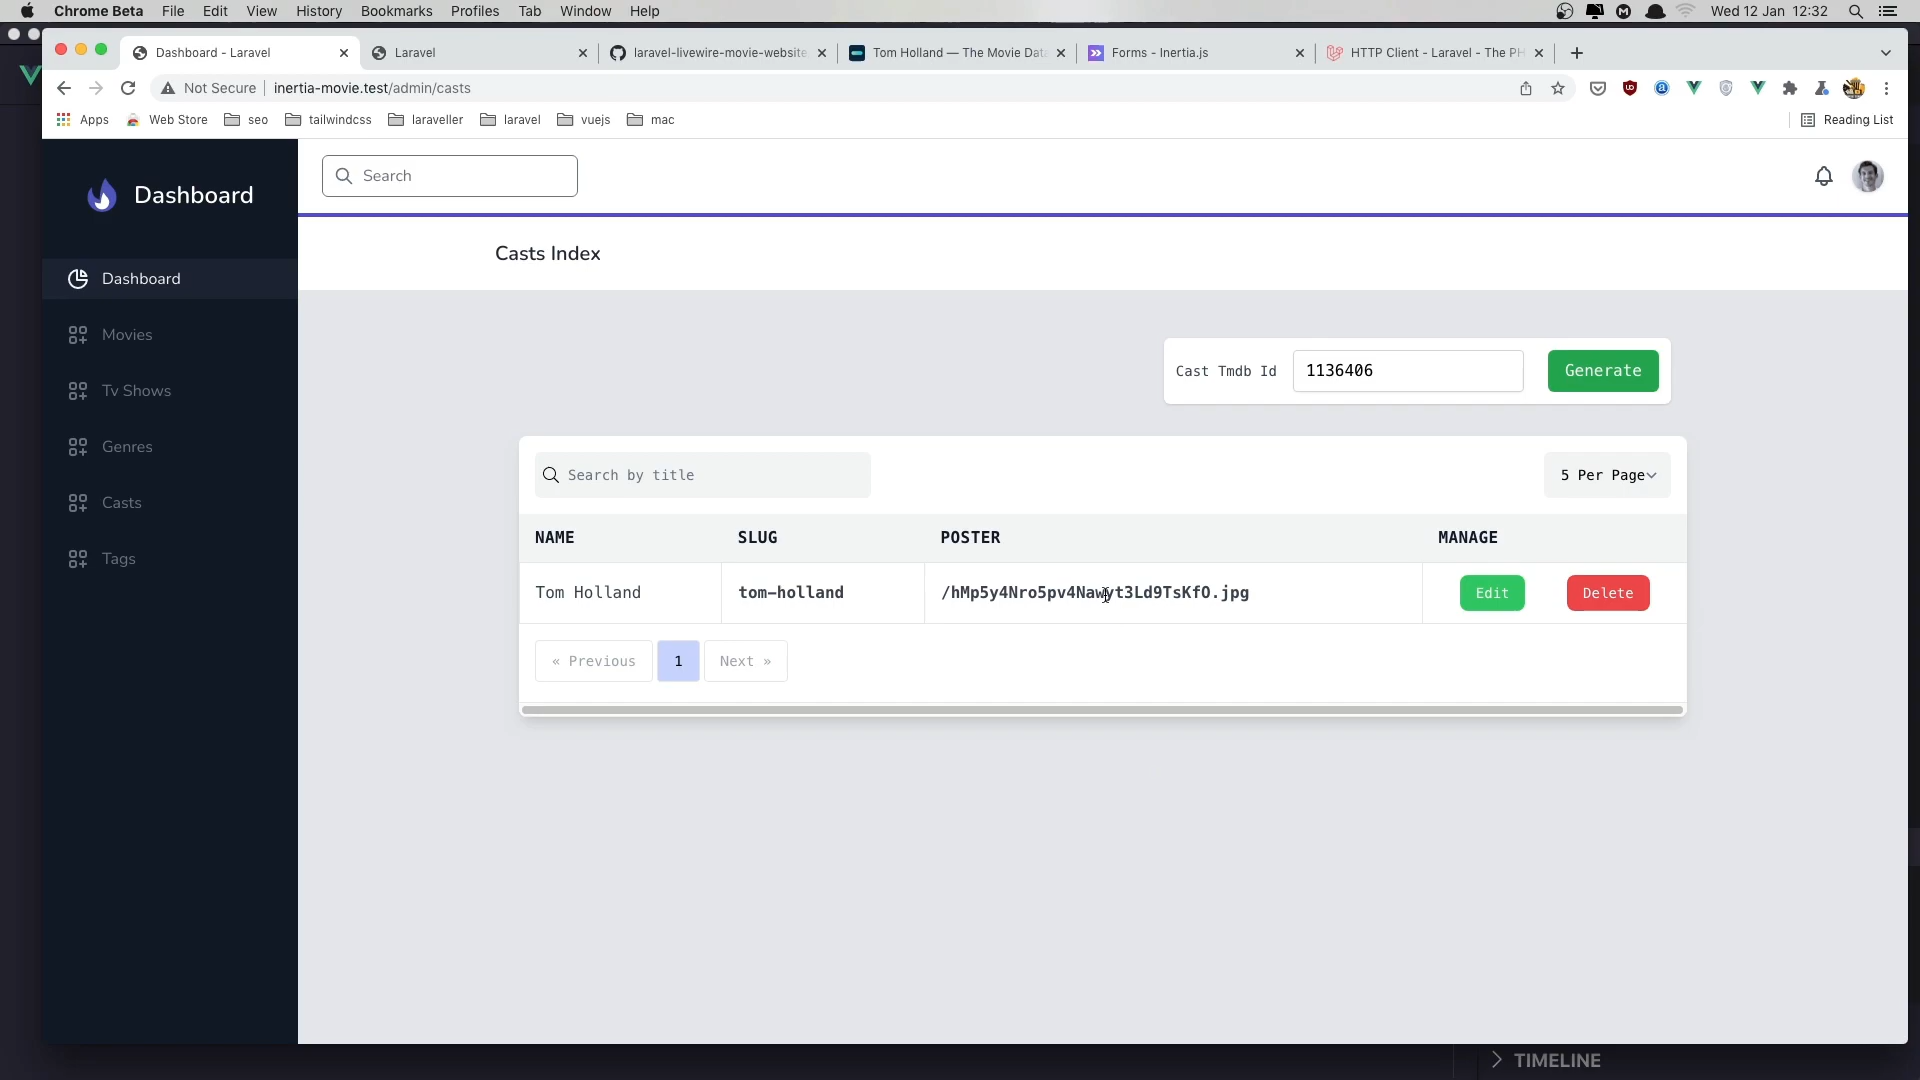 Chrome Beta File Edit View History Bookmarks Profiles Tab Window Help Wed 12 Jan 12:32
Dashboard - Laravel
Laravel
laravel-livewire-movie-website
Tom Holland — The Movie Data
Forms - Inertia.js
HTTP Client - Laravel - The PH
Not Secure inertia-movie.test/admin/casts
Apps Web Store seo tailwindcss laraveller laravel vuejs mac Reading List
Dashboard
Search
Casts Index
Dashboard
Movies
Tv Shows
Genres
Casts
Tags
Cast Tmdb Id 1136406 Generate
Search by title 5 Per Page
NAME SLUG POSTER MANAGE
Tom Holland tom-holland Edit Delete
« Previous 1 Next »
TIMELINE